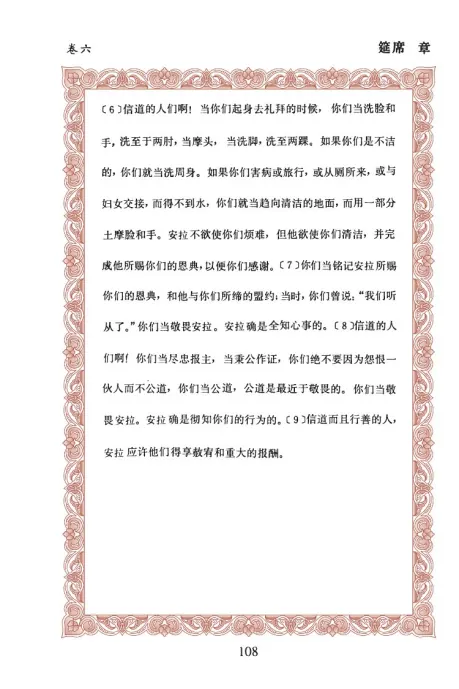 卷六
筵席 章
〔6〕信道的人们啊！当你们起身去礼拜的时候，你们当洗脸和
手，洗至于两肘，当摩头，当洗脚，洗至两踝。如果你们是不洁
的，你们就当洗周身。如果你们害病或旅行，或从厕所来，或与
妇女交接，而得不到水，你们就当趋向清洁的地面，而用一部分
土摩脸和手。安拉不欲使你们烦难，但他欲使你们清洁，并完
成他所赐你们的恩典，以便你们感谢。〔7〕你们当铭记安拉所赐
你们的恩典，和他与你们所缔的盟约；当时，你们曾说：“我们听
从了。”你们当敬畏安拉。安拉确是全知心事的。〔8〕信道的人
们啊！你们当尽忠报主，当秉公作证，你们绝不要因为怨恨一
伙人而不公道，你们当公道，公道是最近于敬畏的。你们当敬
畏安拉。安拉确是彻知你们的行为的。〔9〕信道而且行善的人，
安拉应许他们得享赦宥和重大的报酬。
108